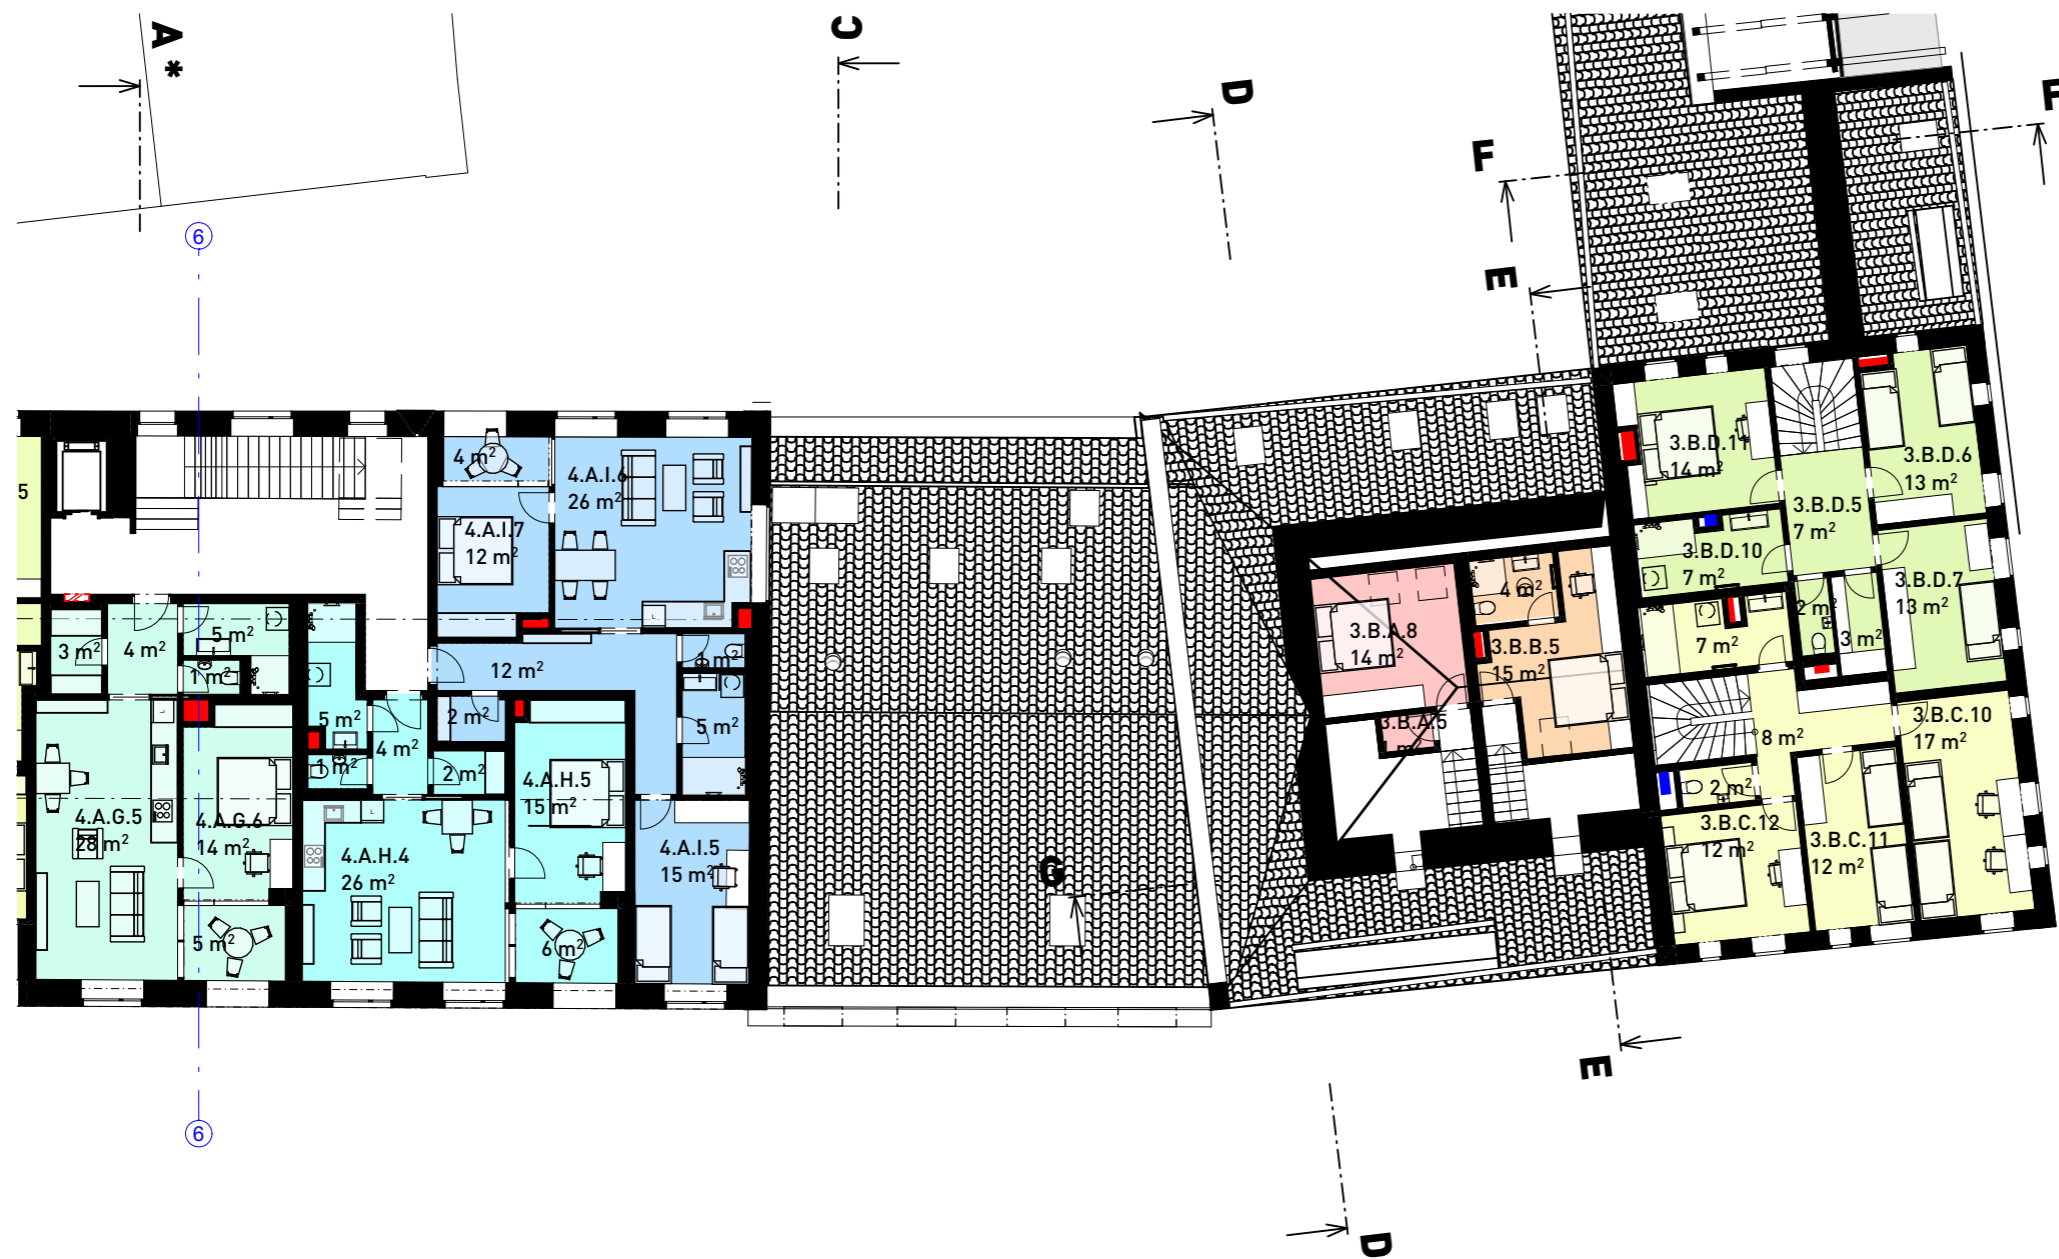 A *
C
D
F
F
E
6
5
4 m²
4.A.I.6
26 m²
4.A.I.7
12 m²
3 m²
4 m²
5 m²
1 m²
12 m²
1 m²
5 m²
2 m²
5 m²
4 m²
1 m²
2 m²
4.A.H.5
15 m²
4.A.G.5
28 m²
4.A.G.6
14 m²
4.A.H.4
26 m²
4.A.I.5
15 m²
5 m²
6 m²
G
3.B.A.8
14 m²
3.B.A.5
4 m²
3.B.B.5
15 m²
3.B.D.11
14 m²
3.B.D.6
13 m²
3.B.D.5
7 m²
3.B.D.10
7 m²
3.B.D.7
13 m²
2 m²
3 m²
7 m²
3.B.C.10
17 m²
8 m²
2 m²
3.B.C.12
12 m²
3.B.C.11
12 m²
E
6
D